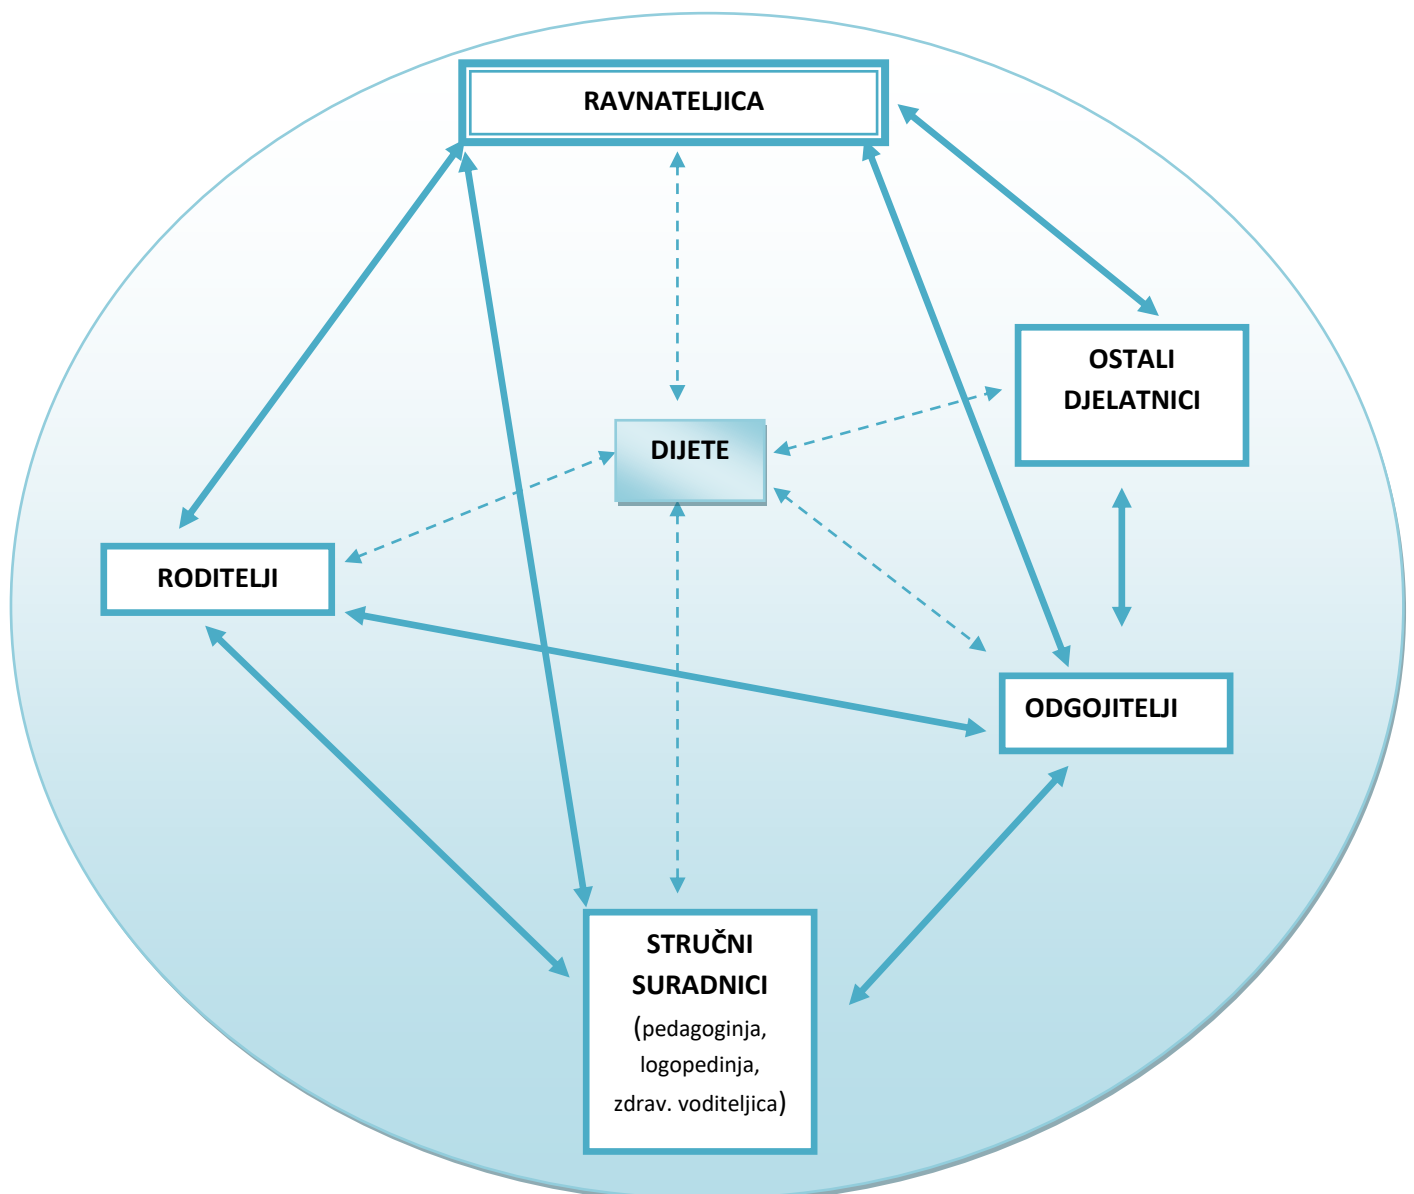 RAVNATELJICA
OSTALI
DJELATNICI
DIJETE
RODITELJI
ODGOJITELJI
STRUČNI
SURADNICI
(pedagoginja,
logopedinja,
zdrav. voditeljica)